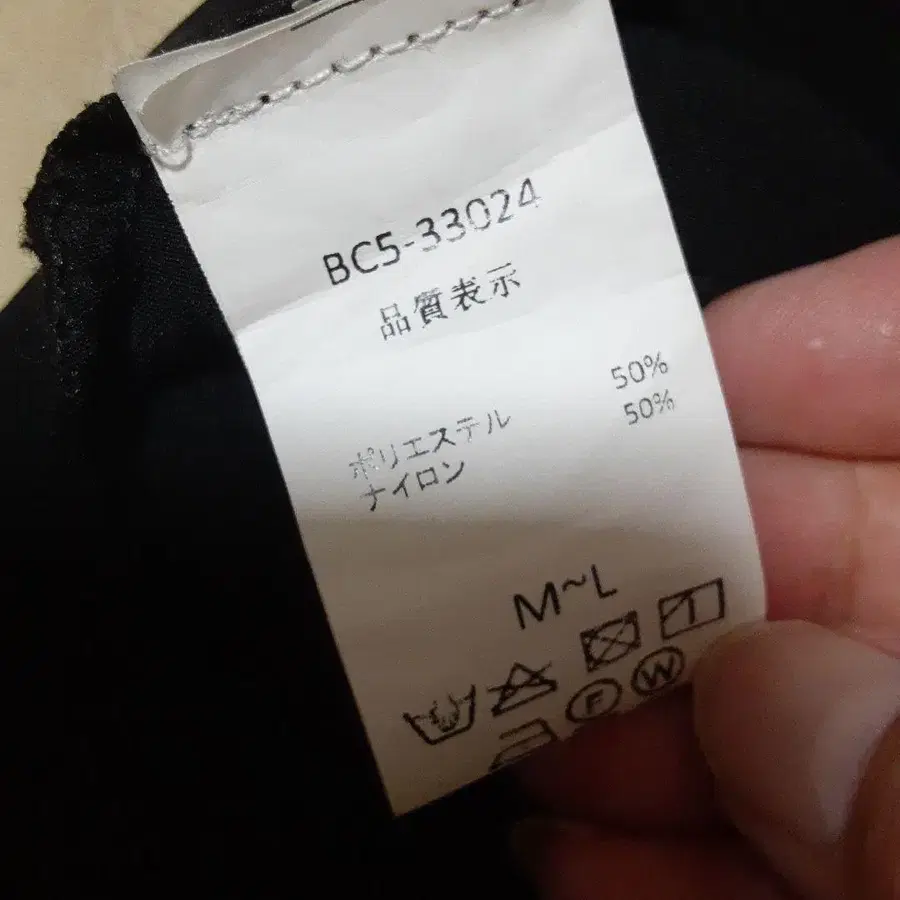 BC5-33024
品質表示
ポリエステル 50%
ナイロン 50%
M~L
F W